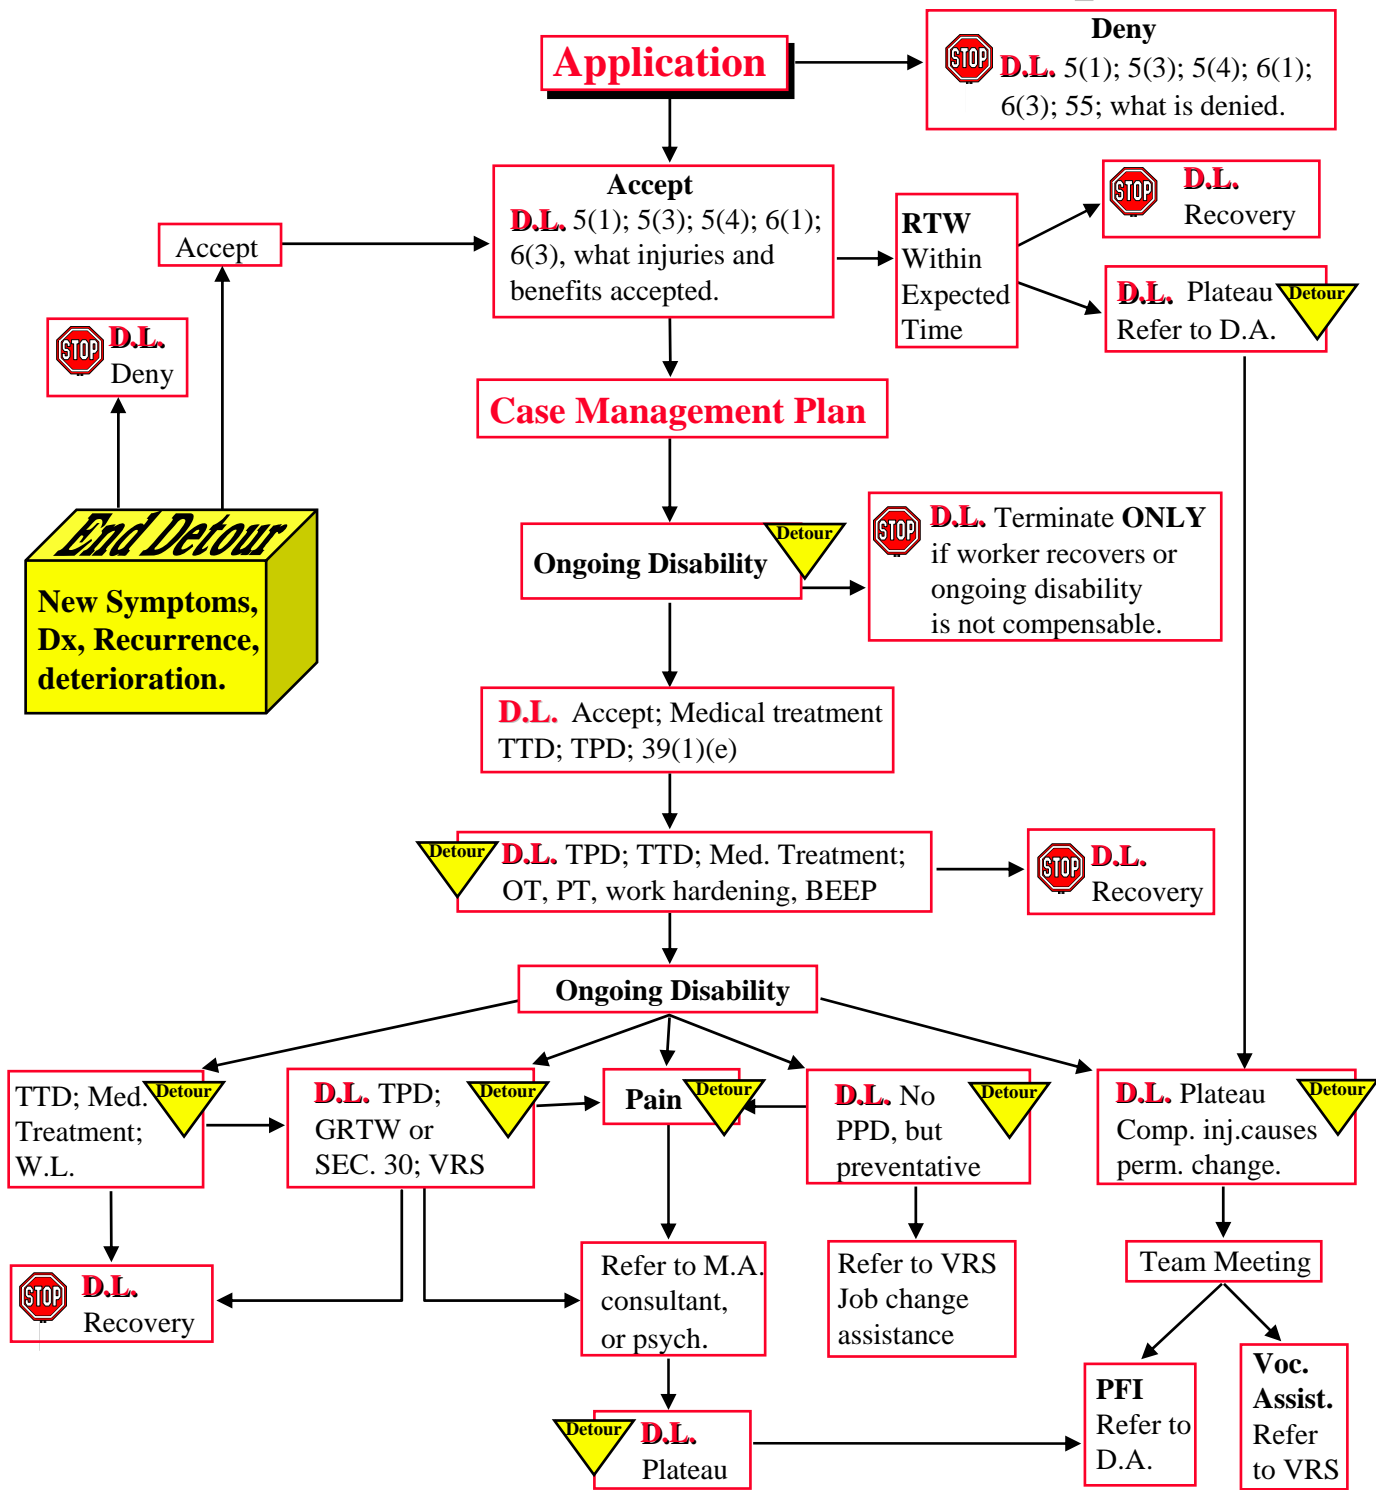 Application
Deny
STOP D.L. 5(1); 5(3); 5(4); 6(1);
6(3); 55; what is denied.
Accept
D.L. 5(1); 5(3); 5(4); 6(1);
6(3), what injuries and
benefits accepted.
RTW
Within
Expected
Time
STOP D.L.
Recovery
D.L. Plateau
Refer to D.A.
Detour
Accept
STOP D.L.
Deny
End Detour
New Symptoms,
Dx, Recurrence,
deterioration.
Case Management Plan
Ongoing Disability
Detour
STOP D.L. Terminate ONLY
if worker recovers or
ongoing disability
is not compensable.
D.L. Accept; Medical treatment
TTD; TPD; 39(1)(e)
Detour
D.L. TPD; TTD; Med. Treatment;
OT, PT, work hardening, BEEP
STOP D.L.
Recovery
Ongoing Disability
TTD; Med.
Treatment;
W.L.
Detour
D.L. TPD;
GRTW or
SEC. 30; VRS
Detour
Pain
Detour
D.L. No
PPD, but
preventative
Detour
D.L. Plateau
Comp. inj.causes
perm. change.
Detour
STOP D.L.
Recovery
Refer to M.A.
consultant,
or psych.
Refer to VRS
Job change
assistance
Team Meeting
Detour
D.L.
Plateau
PFI
Refer to
D.A.
Voc.
Assist.
Refer
to VRS